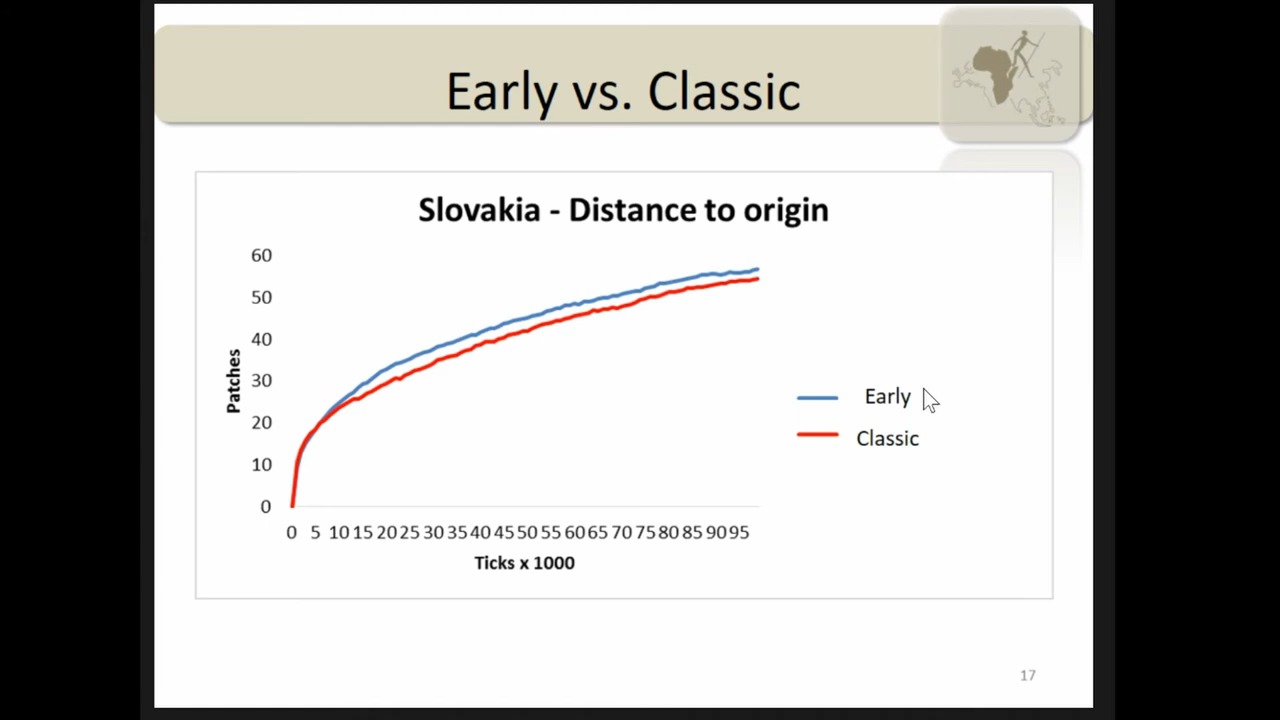 Early vs. Classic
Slovakia - Distance to origin
60
50
40
30
20
10
0
Patches
0 5 10 15 20 25 30 35 40 45 50 55 60 65 70 75 80 85 90 95
Ticks x 1000
Early
Classic
17